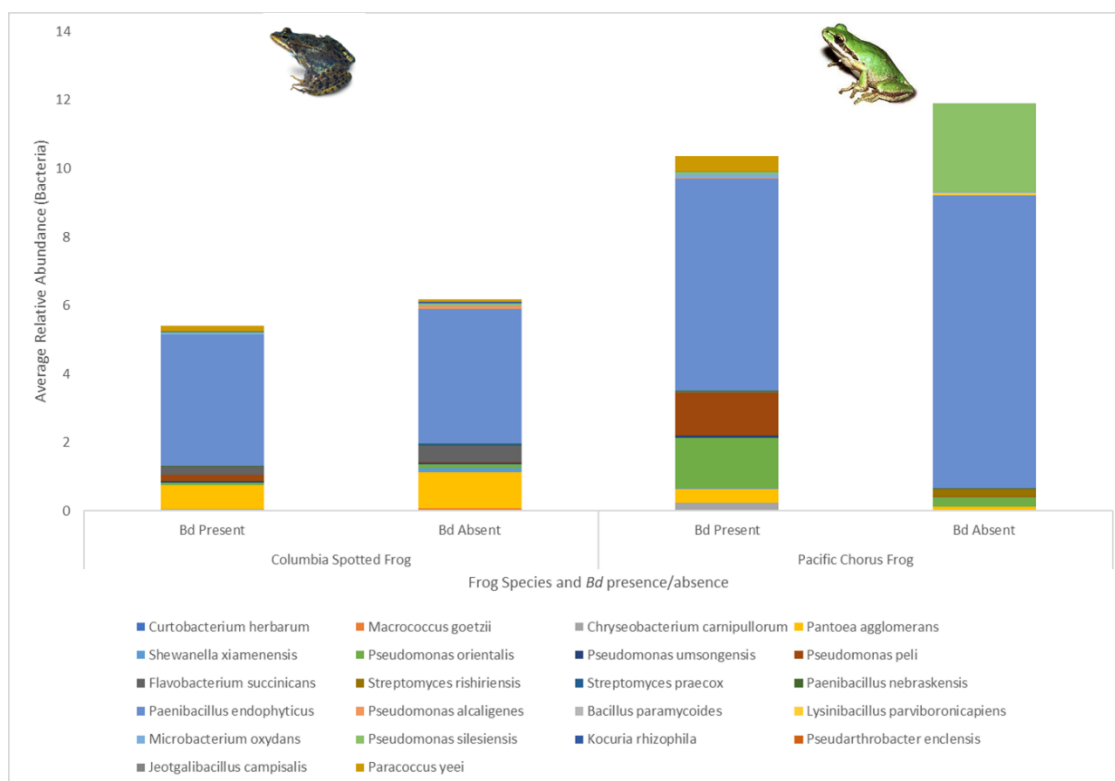 14
12
10
8
6
4
2
0
Average Relative Abundance (Bacteria)
Bd Present Bd Absent Bd Present Bd Absent
Columbia Spotted Frog Pacific Chorus Frog
Frog Species and Bd presence/absence
Curtobacterium herbarum Macrococcus goetzii Chryseobacterium carnipullorum Pantoea agglomerans
Shewanella xiamenensis Pseudomonas orientalis Pseudomonas umsongensis Pseudomonas peli
Flavobacterium succinicans Streptomyces rishiriensis Streptomyces praecox Paenibacillus nebraskensis
Paenibacillus endophyticus Pseudomonas alcaligenes Bacillus paramycoides Lysinibacillus parviboronicapiens
Microbacterium oxydans Pseudomonas silesiensis Kocuria rhizophila Pseudarthrobacter enclensis
Jeotgalibacillus campisalis Paracoccus yeei